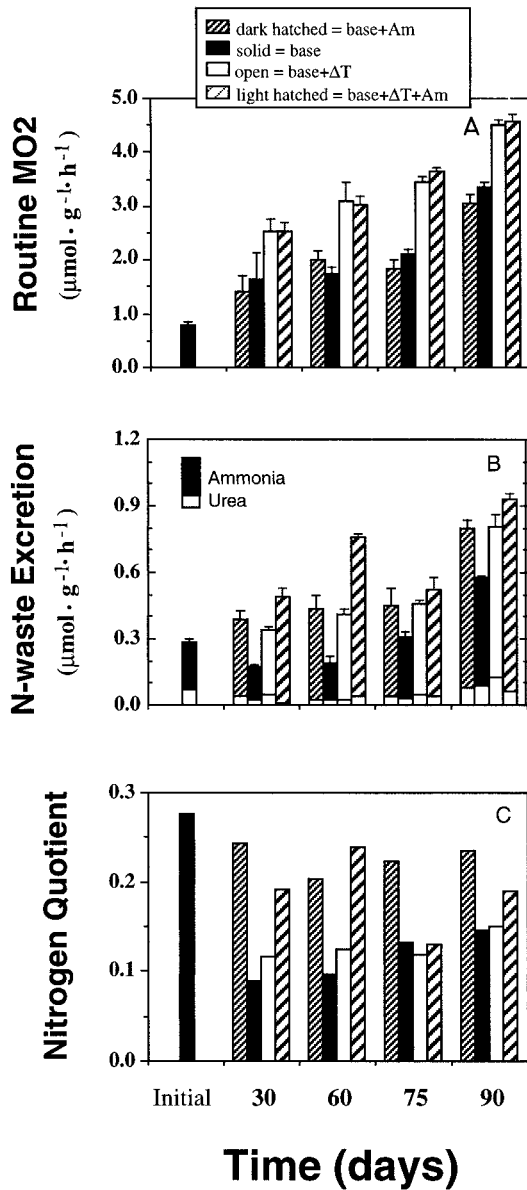 dark hatched = base+Am
solid = base
open = base+ΔT
light hatched = base+ΔT+Am
Routine MO2
(μmol · g⁻¹· h⁻¹)
5.0
4.0
3.0
2.0
1.0
0.0
A
N-waste Excretion
(μmol · g⁻¹· h⁻¹)
1.2
0.9
0.6
0.3
0.0
Ammonia
Urea
B
Nitrogen Quotient
0.3
0.2
0.1
0.0
C
Initial 30 60 75 90
Time (days)